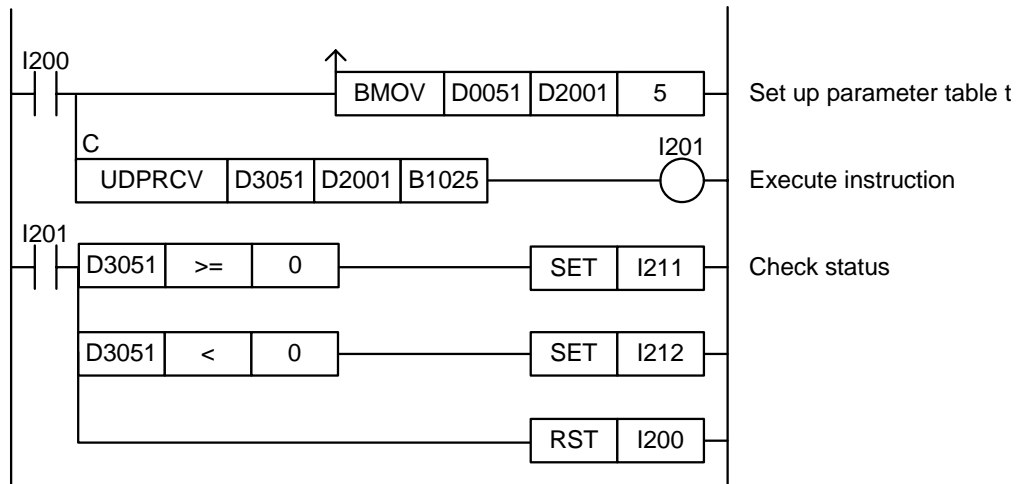 I200
BMOV D0051 D2001 5 Set up parameter table t
C I201
UDPRCV D3051 D2001 B1025 Execute instruction
I201
D3051 >= 0 SET I211 Check status
D3051 < 0 SET I212
RST I200